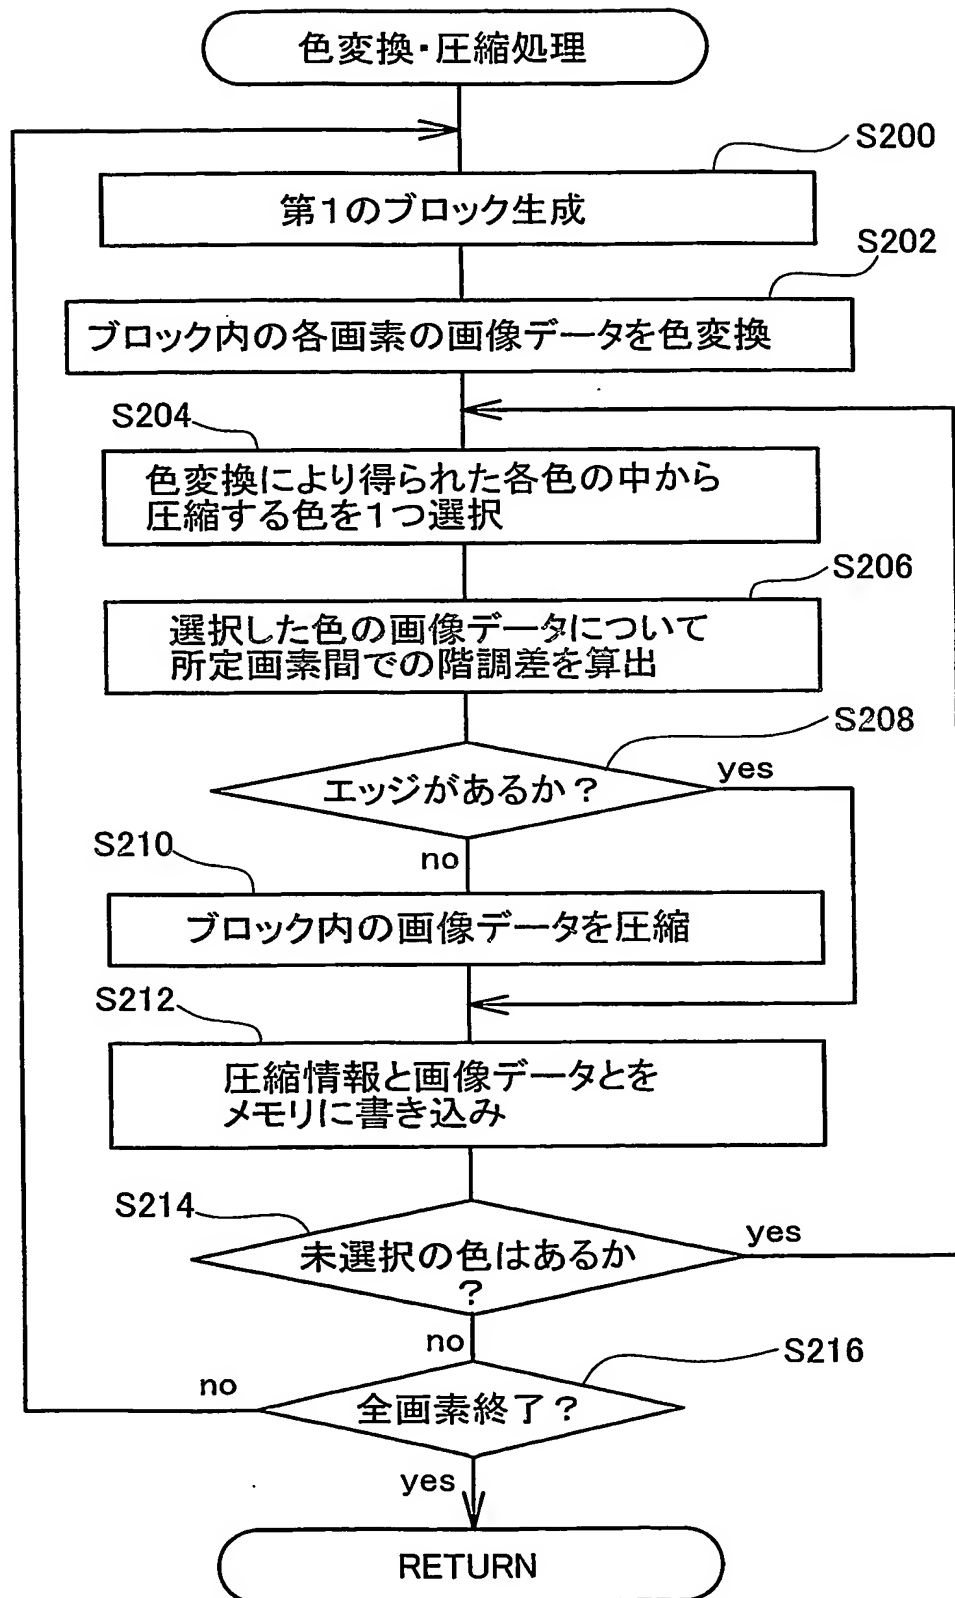 色変換・圧縮処理
S200
第1のブロック生成
S202
ブロック内の各画素の画像データを色変換
S204
色変換により得られた各色の中から
圧縮する色を1つ選択
S206
選択した色の画像データについて
所定画素間での階調差を算出
S208
エッジがあるか?
yes
no
S210
ブロック内の画像データを圧縮
S212
圧縮情報と画像データとを
メモリに書き込み
S214
未選択の色はあるか
?
yes
no
S216
no
全画素終了?
yes
RETURN